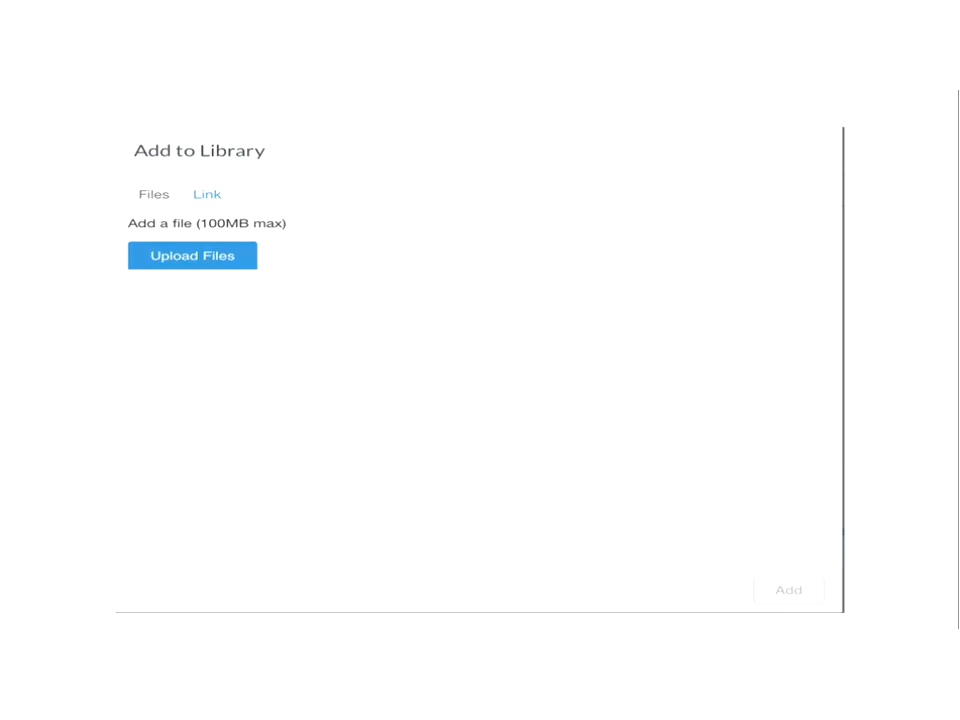 Add to Library
Files Link
Add a file (100MB max)
Upload Files
Add